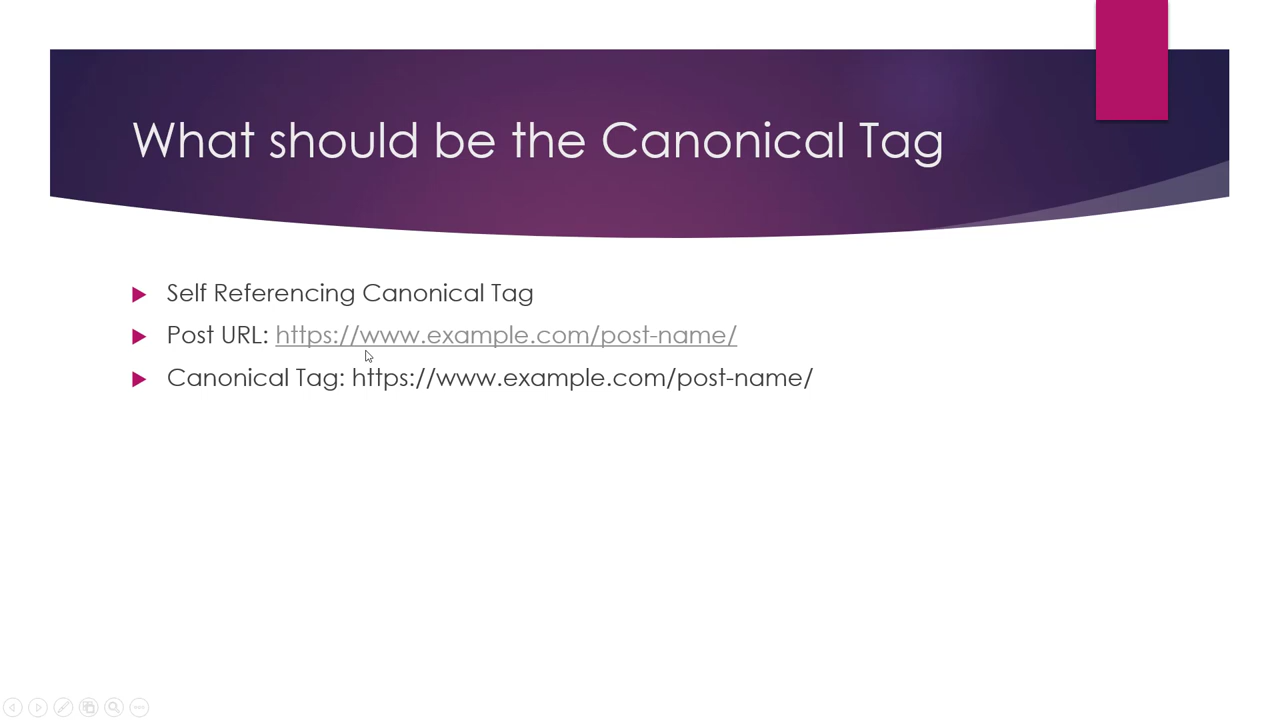 What should be the Canonical Tag
Self Referencing Canonical Tag
Post URL: https://www.example.com/post-name/
Canonical Tag: https://www.example.com/post-name/